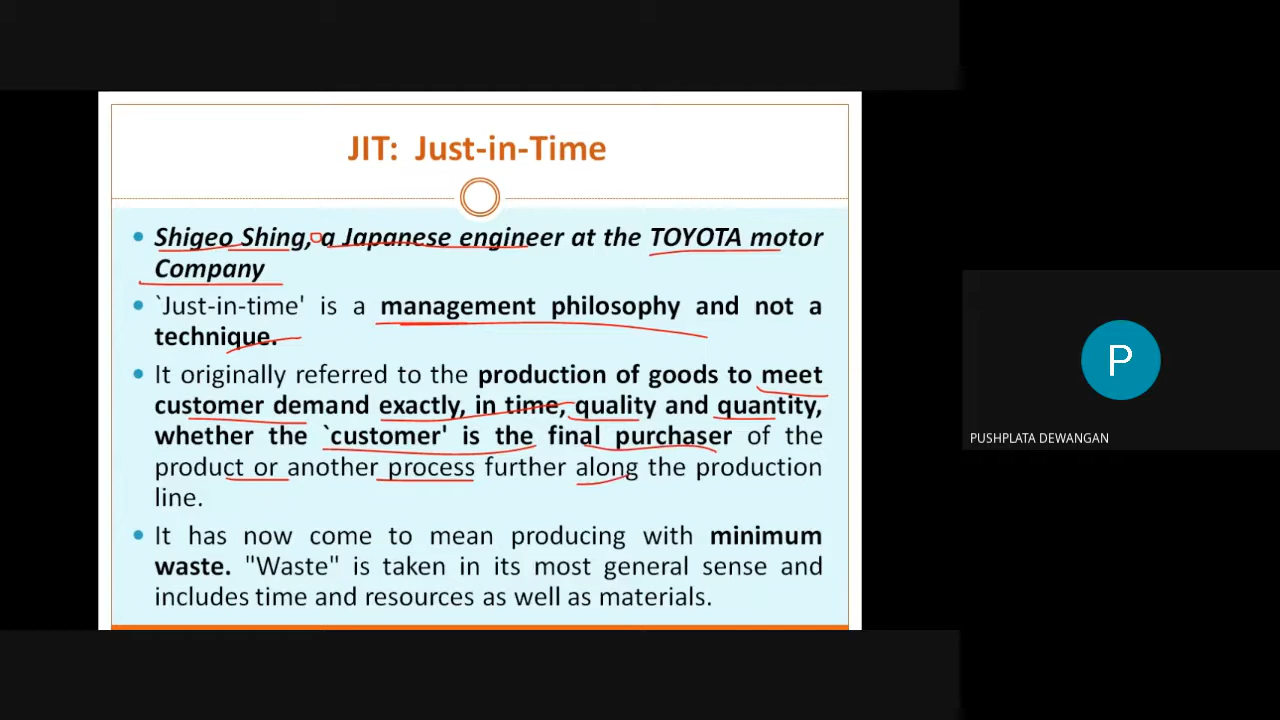 JIT: Just-in-Time
• Shigeo Shing, a Japanese engineer at the TOYOTA motor
Company
• `Just-in-time' is a management philosophy and not a
technique.
• It originally referred to the production of goods to meet
customer demand exactly, in time, quality and quantity,
whether the `customer' is the final purchaser of the
product or another process further along the production
line.
• It has now come to mean producing with minimum
waste. "Waste" is taken in its most general sense and
includes time and resources as well as materials.
P
PUSHPLATA DEWANGAN